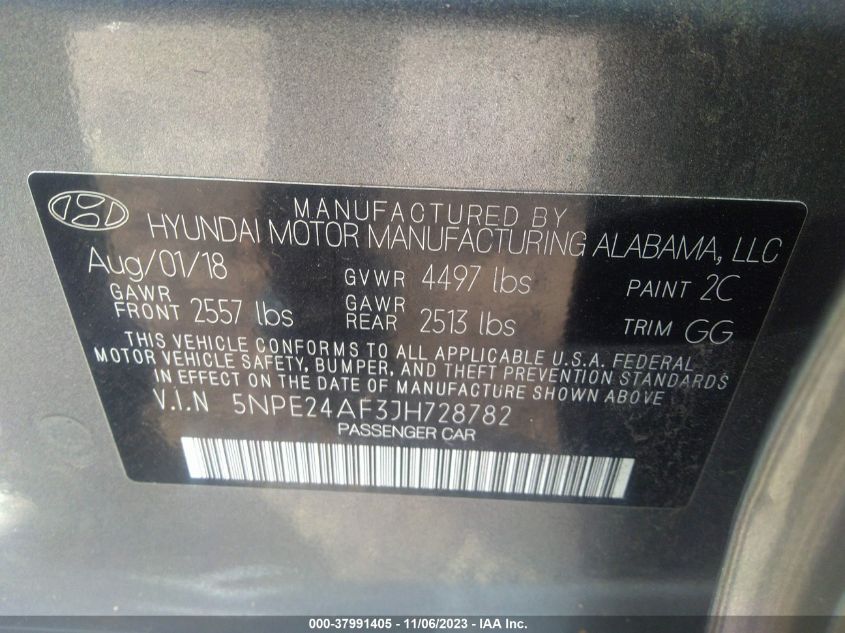 MANUFACTURED BY
HYUNDAI MOTOR MANUFACTURING ALABAMA, LLC
Aug/01/18 GVWR 4497 lbs PAINT 2C
GAWR FRONT 2557 lbs GAWR REAR 2513 lbs TRIM GG
THIS VEHICLE CONFORMS TO ALL APPLICABLE U.S.A. FEDERAL
MOTOR VEHICLE SAFETY, BUMPER, AND THEFT PREVENTION STANDARDS
IN EFFECT ON THE DATE OF MANUFACTURE SHOWN ABOVE
V.I.N 5NPE24AF3JH728782
PASSENGER CAR
000-37991405 - 11/06/2023 - IAA Inc.